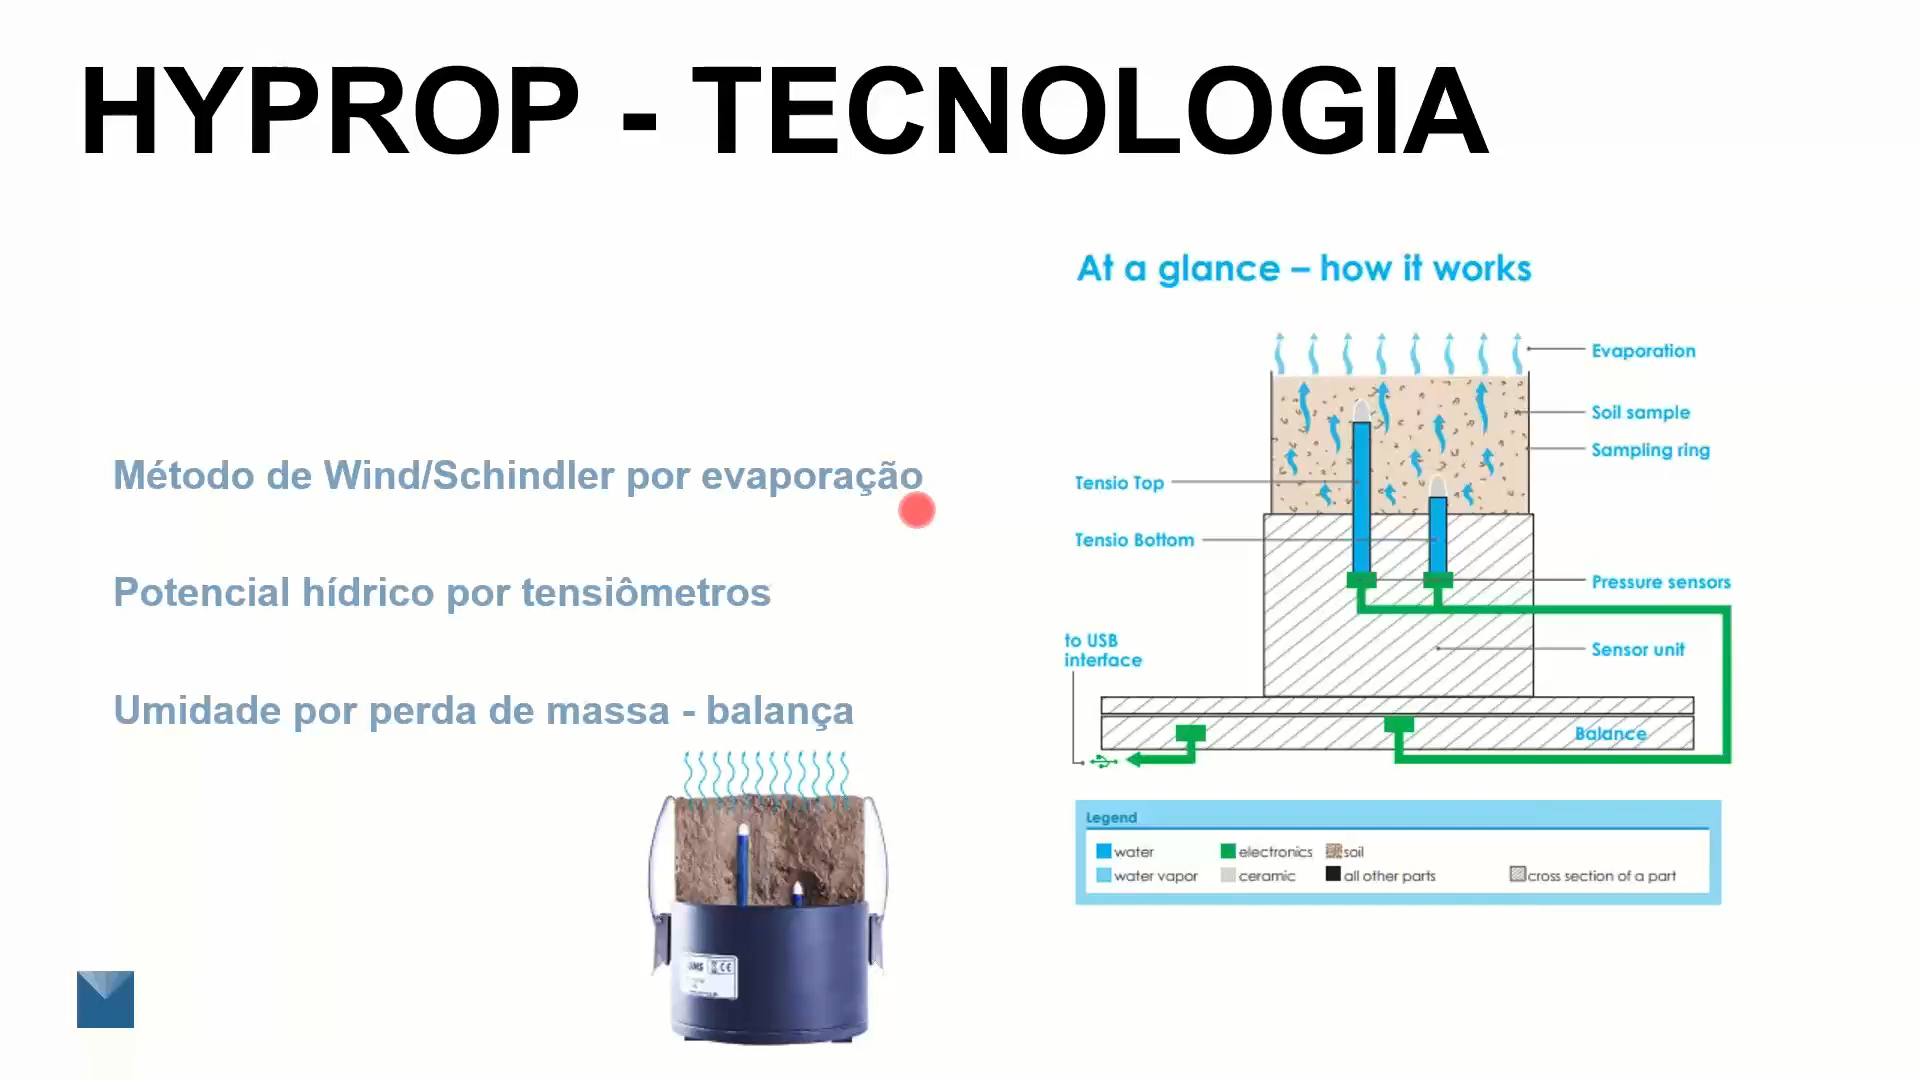 HYPROP - TECNOLOGIA
Método de Wind/Schindler por evaporação
Potencial hídrico por tensiômetros
Umidade por perda de massa - balança
At a glance – how it works
Evaporation
Soil sample
Sampling ring
Tensio Top
Tensio Bottom
Pressure sensors
to USB
interface
Sensor unit
Balance
Legend
water
electronics
soil
water vapor
ceramic
all other parts
cross section of a part
UMS
CE